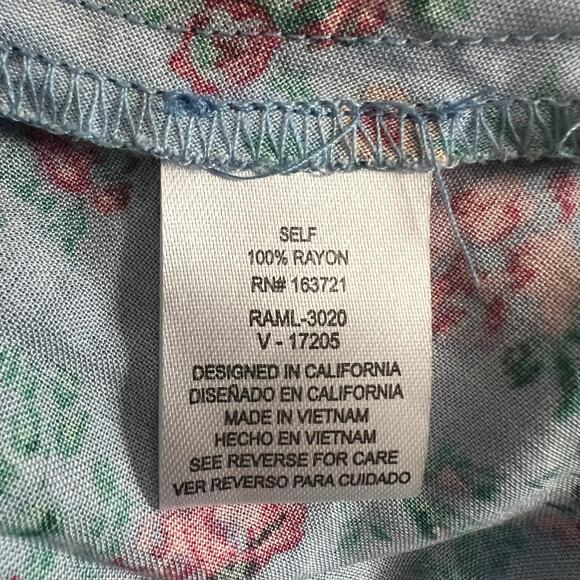 SELF
100% RAYON
RN# 163721
RAML-3020
V - 17205
DESIGNED IN CALIFORNIA
DISEÑADO EN CALIFORNIA
MADE IN VIETNAM
HECHO EN VIETNAM
SEE REVERSE FOR CARE
VER REVERSO PARA CUIDADO